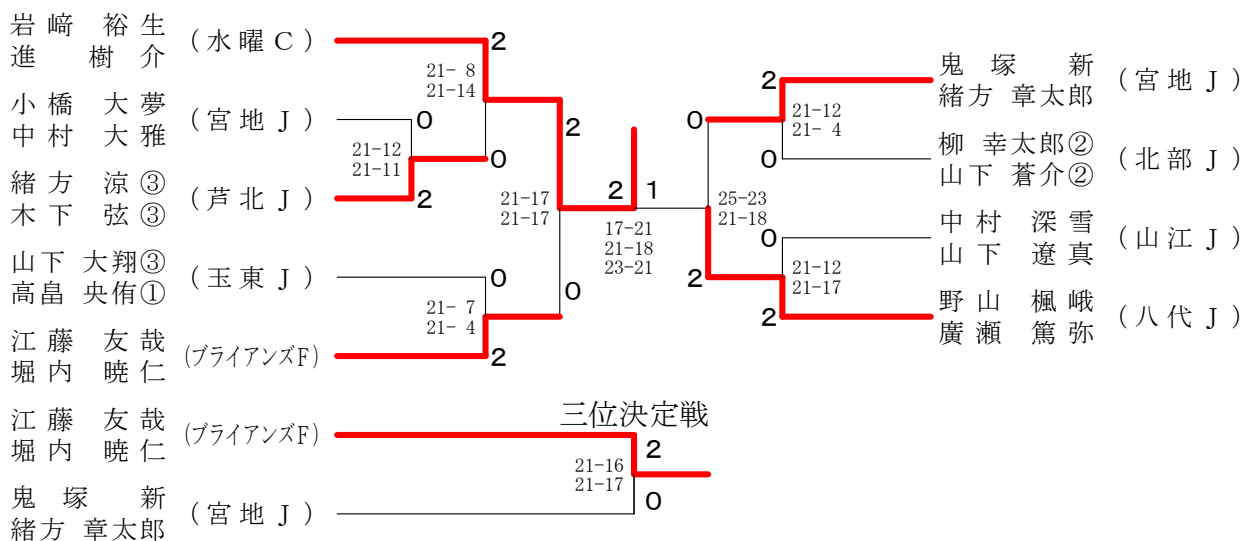 岩﨑 裕生
進 樹介
(水曜C)
2
21- 8
21-14
小橋 大夢
中村 大雅
(宮地J)
0
21-12
21-11
0
緒方 涼③
木下 弦③
(芦北J)
2
2
21-17
21-17
山下 大翔③
高畠 央侑①
(玉東J)
0
0
21- 7
21- 4
江藤 友哉
堀内 暁仁
(ブライアンズF)
2
2
1
17-21
21-18
23-21
鬼塚 新
緒方 章太郎
(宮地J)
2
21-12
21- 4
0
柳 幸太郎②
山下 蒼介②
(北部J)
0
25-23
21-18
中村 深雪
山下 遼真
(山江J)
0
21-12
21-17
2
野山 楓峨
廣瀬 篤弥
(八代J)
2
三位決定戦
江藤 友哉
堀内 暁仁
(ブライアンズF)
2
21-16
21-17
鬼塚 新
緒方 章太郎
(宮地J)
0